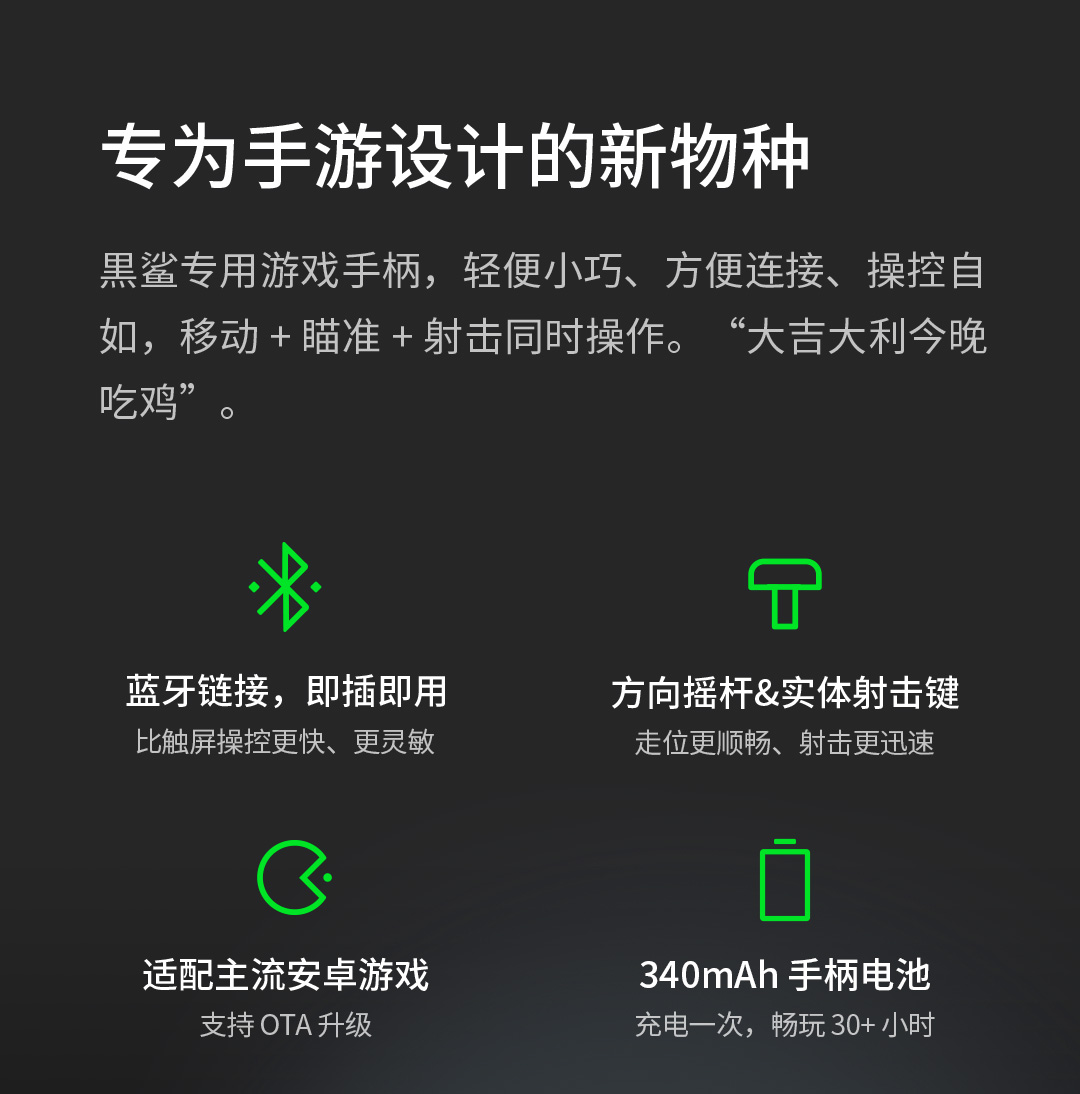 专为手游设计的新物种
黒鲨专用游戏手柄，轻便小巧、方便连接、操控自
如，移动 + 瞄准 + 射击同时操作。“大吉大利今晚
吃鸡”。
蓝牙链接，即插即用
比触屏操控更快、更灵敏
方向摇杆&实体射击键
走位更顺畅、射击更迅速
适配主流安卓游戏
支持 OTA 升级
340mAh 手柄电池
充电一次，畅玩 30+ 小时